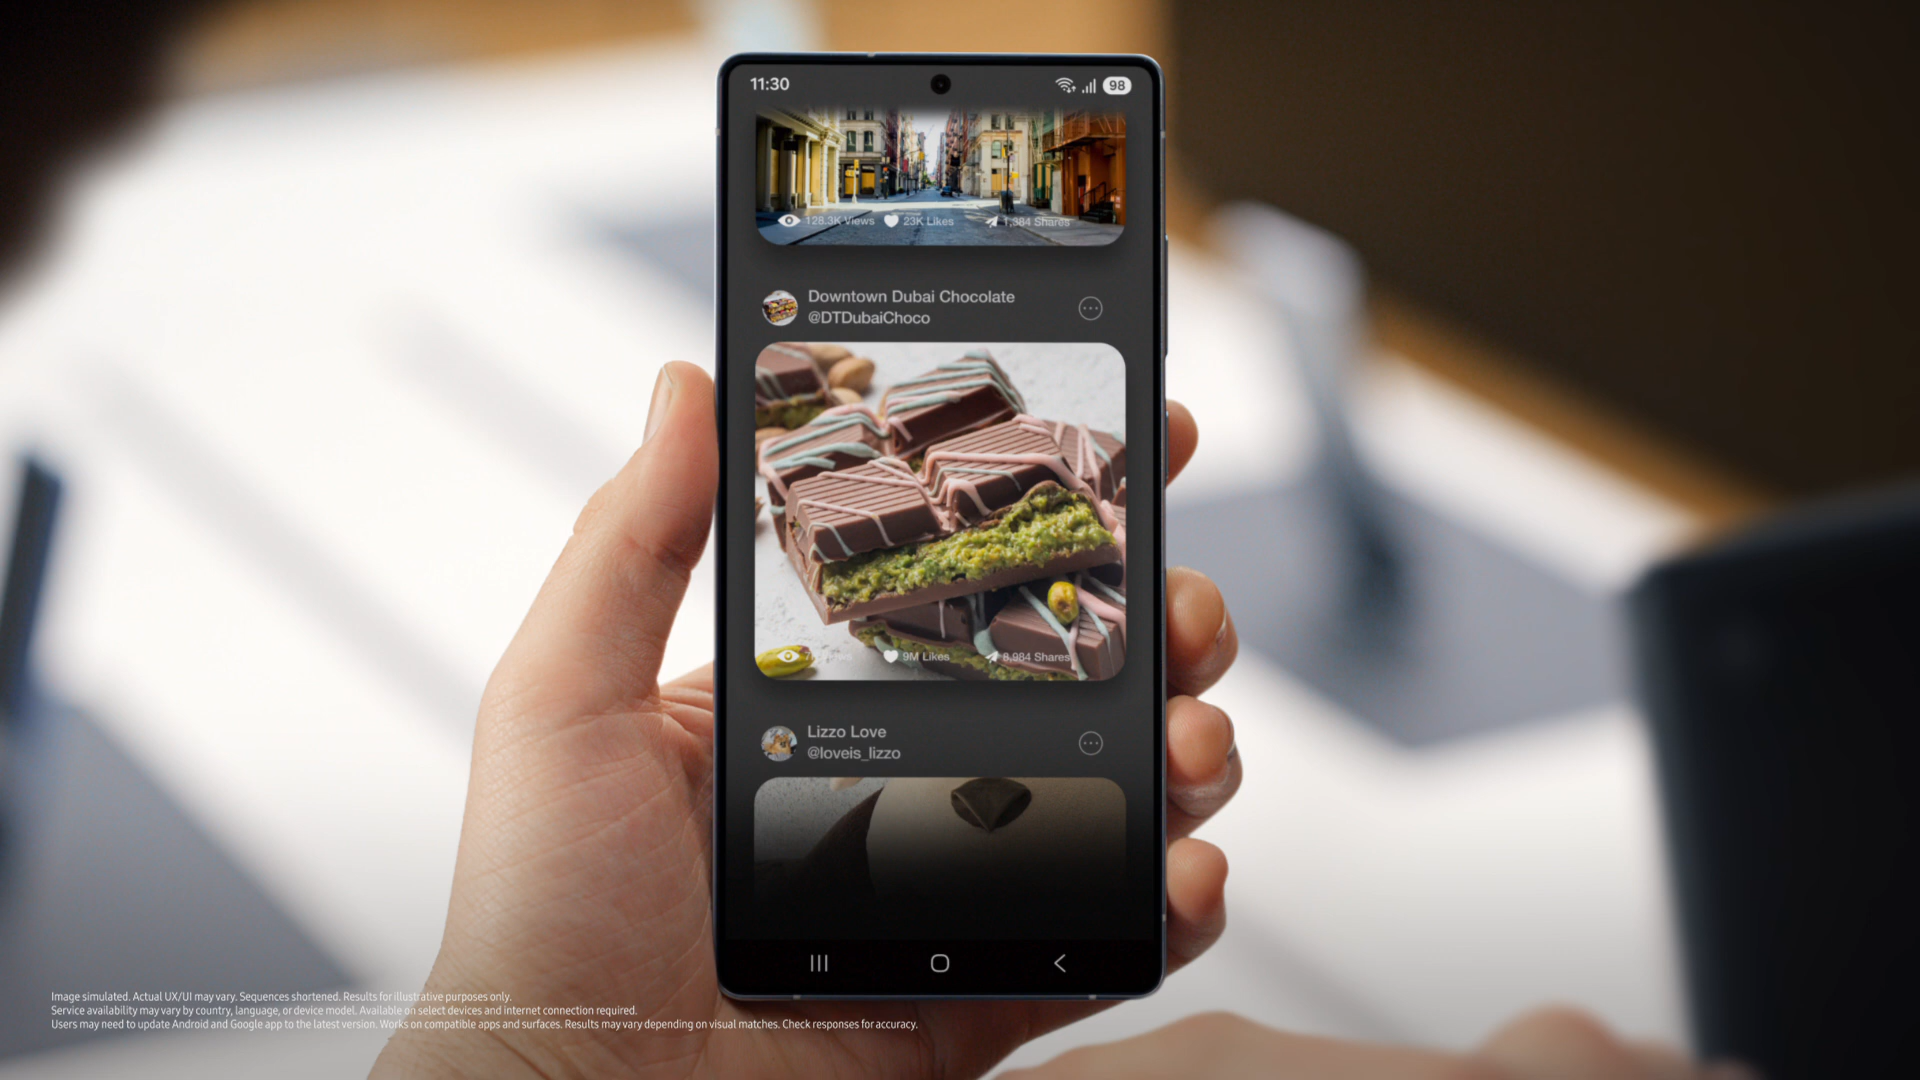 11:30
98
128.3K Views
23K Likes
1,384 Shares
Downtown Dubai Chocolate
@DTDubaiChoco
9M Likes
8,984 Shares
Lizzo Love
@loveis_lizzo
Image simulated. Actual UX/UI may vary. Sequences shortened. Results for illustrative purposes only.
Service availability may vary by country, language, or device model. Available on select devices and internet connection required.
Users may need to update Android and Google app to the latest version. Works on compatible apps and surfaces. Results may vary depending on visual matches. Check responses for accuracy.